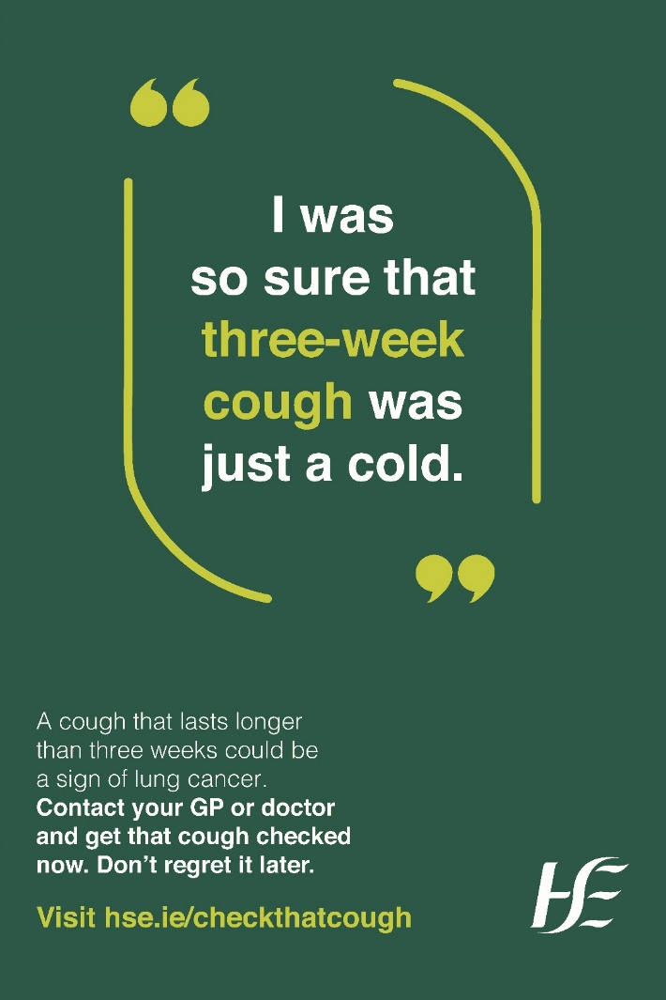 “
I was
so sure that
three-week
cough was
just a cold.
”
A cough that lasts longer
than three weeks could be
a sign of lung cancer.
Contact your GP or doctor
and get that cough checked
now. Don’t regret it later.
Visit hse.ie/checkthatcough
HSE